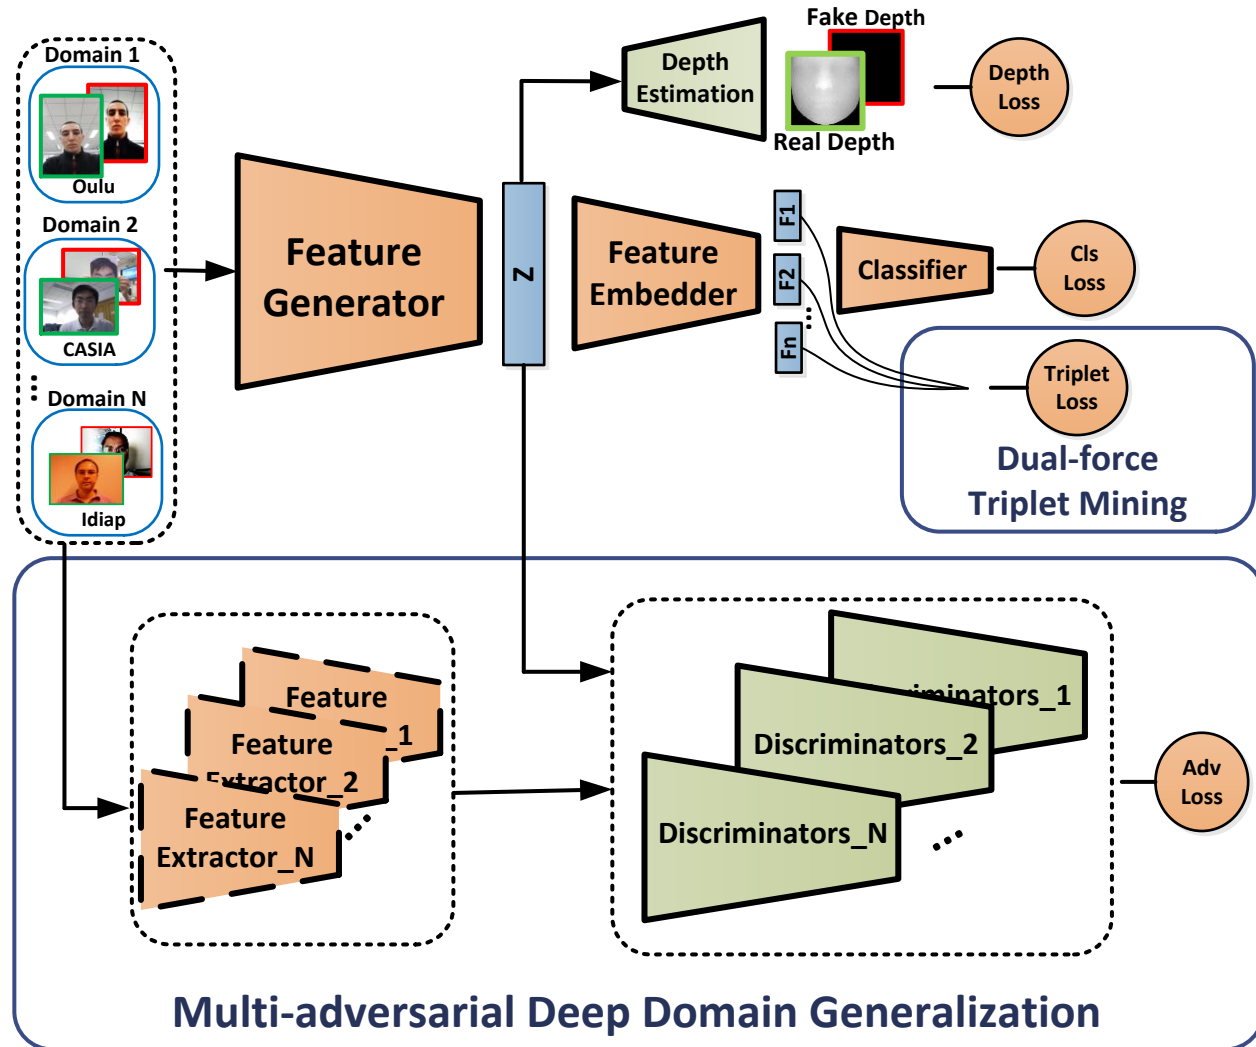 Domain 1
Oulu
Domain 2
CASIA
Domain N
Idiap
Feature
Generator
Z
Depth
Estimation
Fake Depth
Real Depth
Depth
Loss
Feature
Embedder
F1
F2
Fn
Classifier
Cls
Loss
Triplet
Loss
Dual-force
Triplet Mining
Feature
_1
Feature
Extractor_2
Feature
Extractor_N
Discriminators_1
Discriminators_2
Discriminators_N
Adv
Loss
Multi-adversarial Deep Domain Generalization